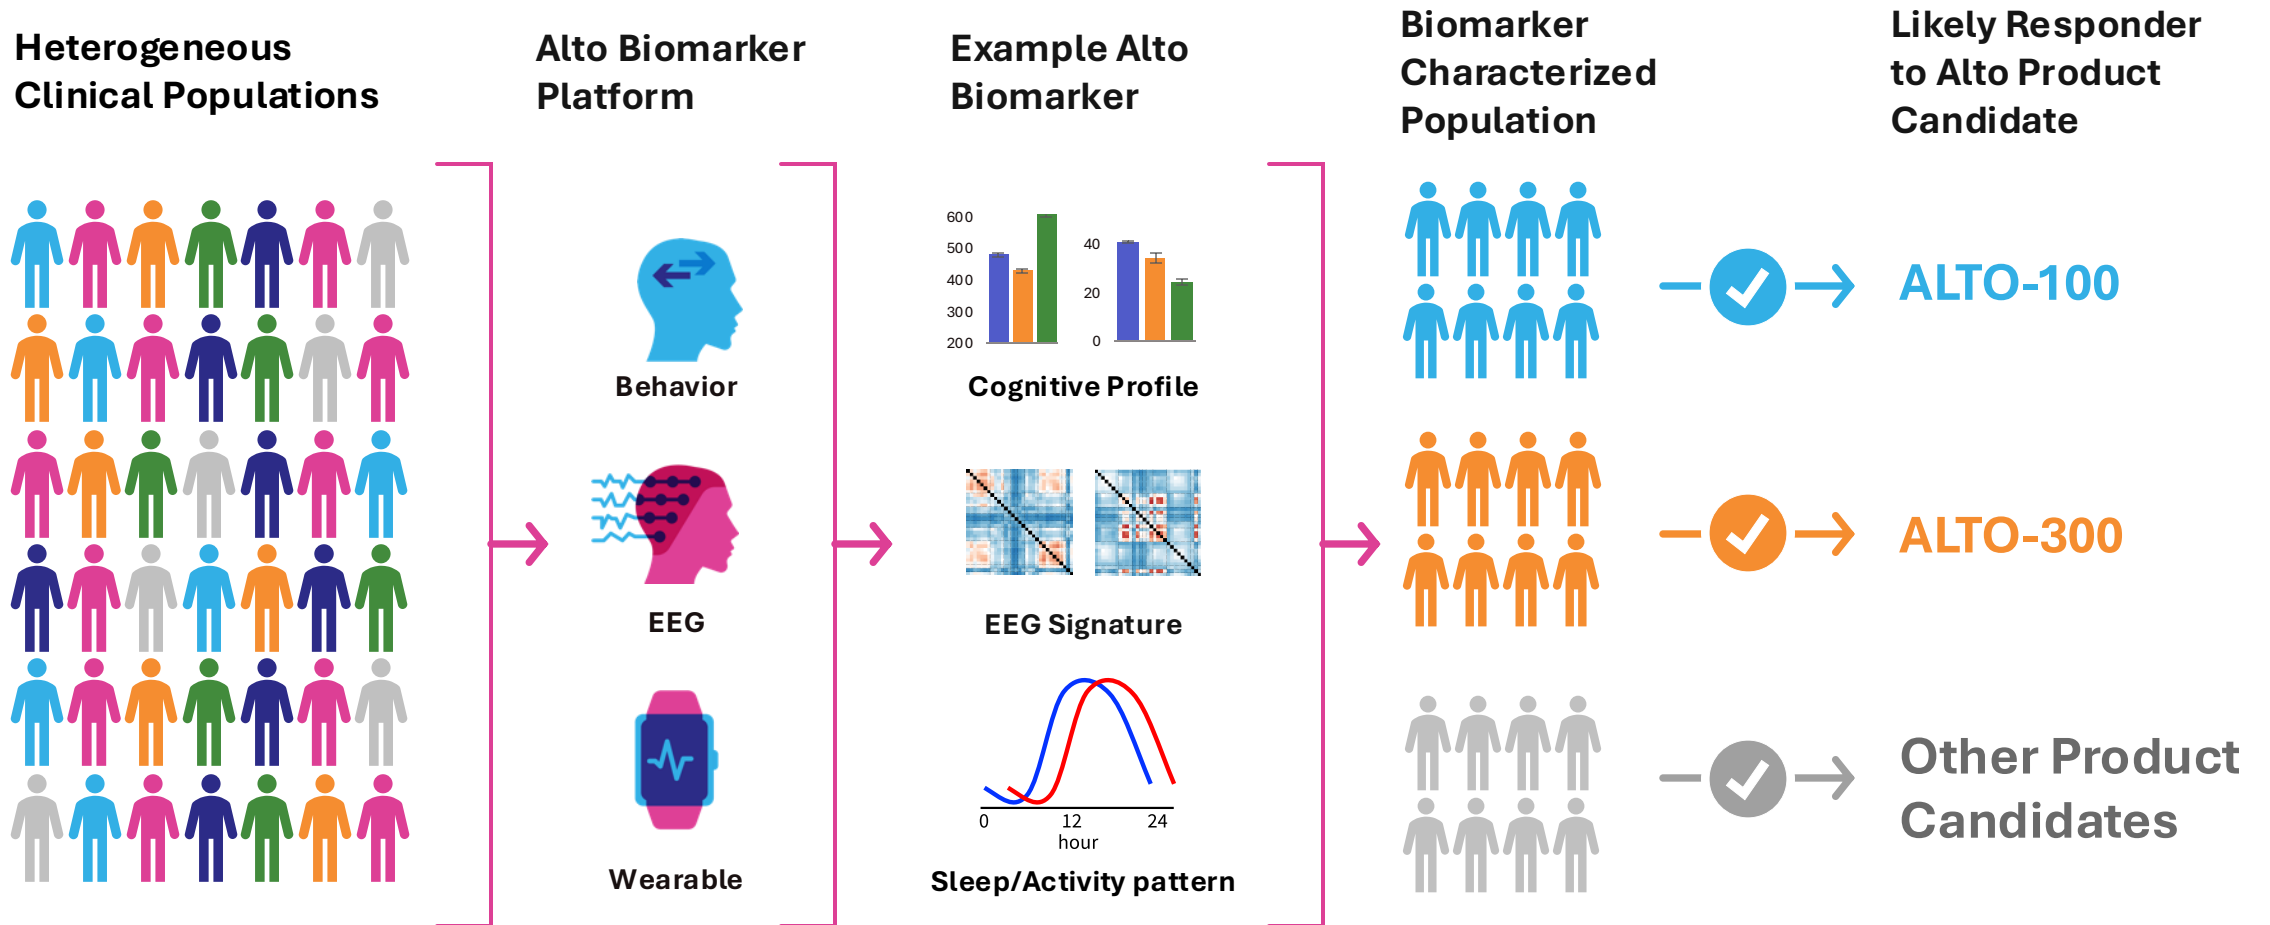 Heterogeneous
Clinical Populations
Alto Biomarker
Platform
Example Alto
Biomarker
Biomarker
Characterized
Population
Likely Responder
to Alto Product
Candidate
Behavior
EEG
Wearable
600
500
400
300
200
40
20
0
Cognitive Profile
EEG Signature
0 12 24
hour
Sleep/Activity pattern
ALTO-100
ALTO-300
Other Product
Candidates